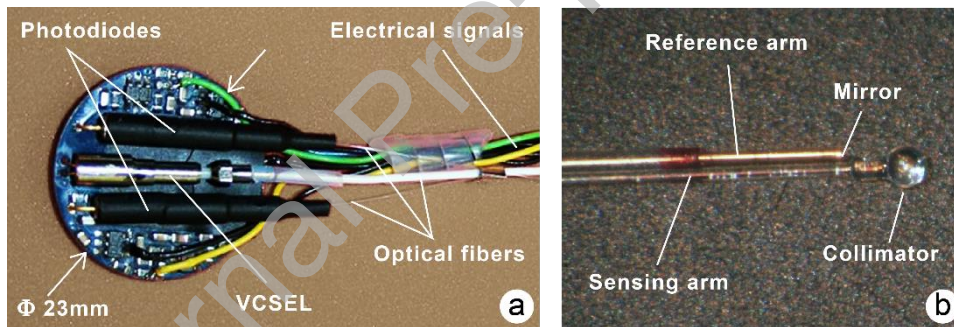 Photodiodes
Electrical signals
Optical fibers
Φ 23mm
VCSEL
a
Reference arm
Mirror
Sensing arm
Collimator
b